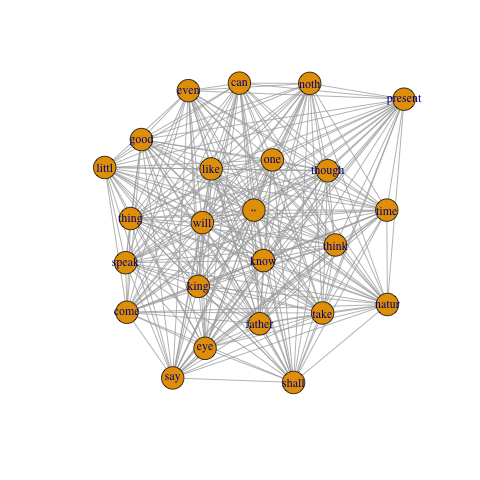 can
noth
even
present
good
one
littl
like
though
..
time
thing
will
think
speak
know
king
natur
come
take
father
eye
say
shall